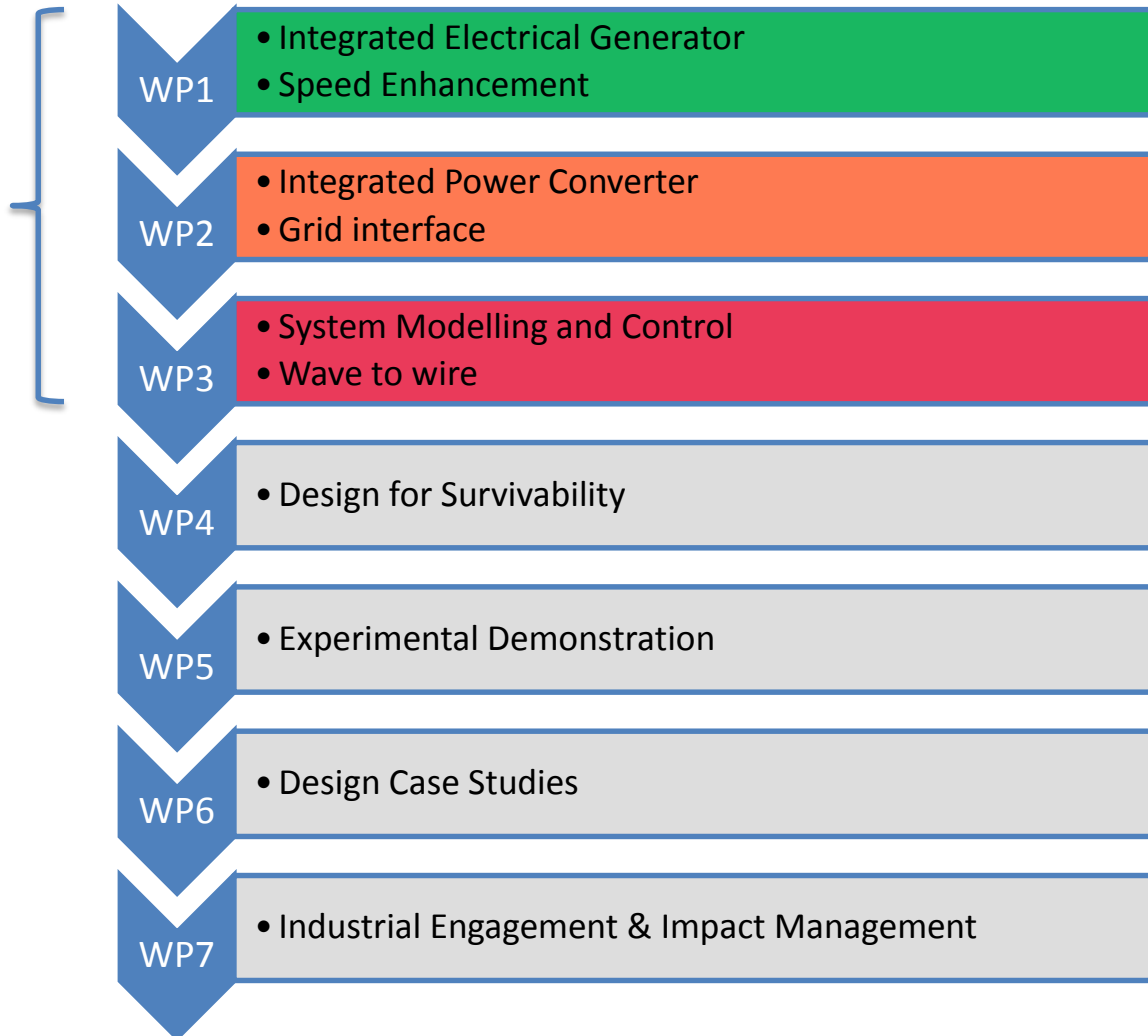 WP1
• Integrated Electrical Generator
• Speed Enhancement
WP2
• Integrated Power Converter
• Grid interface
WP3
• System Modelling and Control
• Wave to wire
WP4
• Design for Survivability
WP5
• Experimental Demonstration
WP6
• Design Case Studies
WP7
• Industrial Engagement & Impact Management